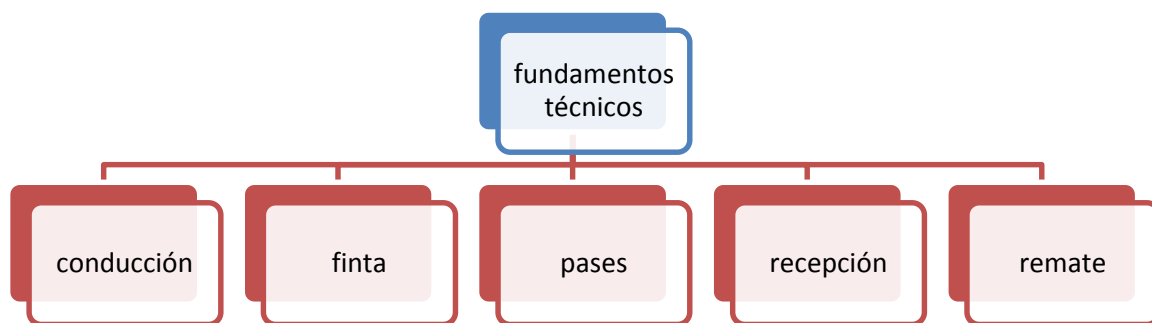 fundamentos
técnicos
conducción
finta
pases
recepción
remate